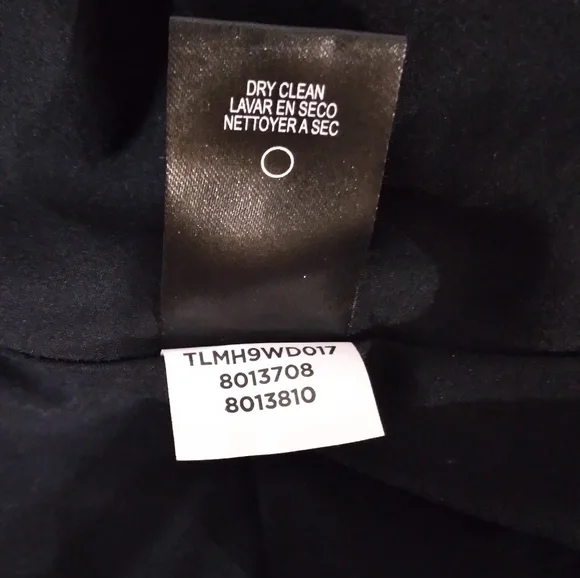 DRY CLEAN
LAVAR EN SECO
NETTOYER A SEC
TLMH9WD017
8013708
8013810